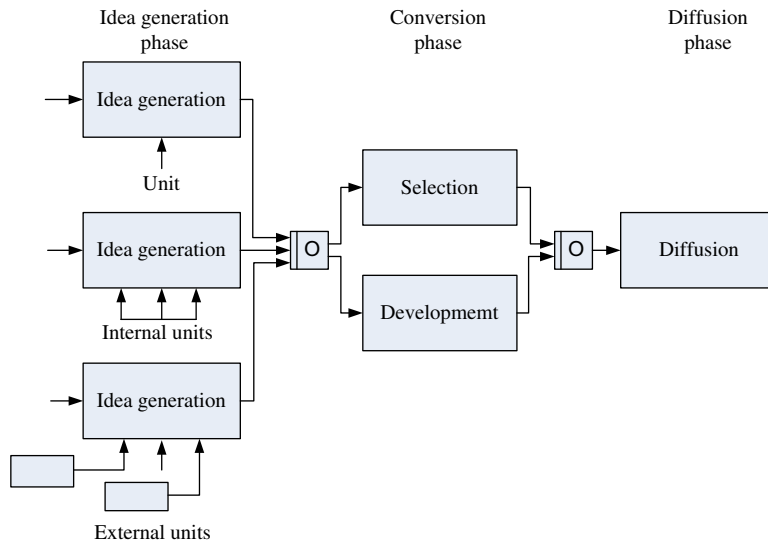 Idea generation
phase
Conversion
phase
Diffusion
phase
Idea generation
Unit
Idea generation
Internal units
Idea generation
External units
O
Selection
Developmemt
O
Diffusion